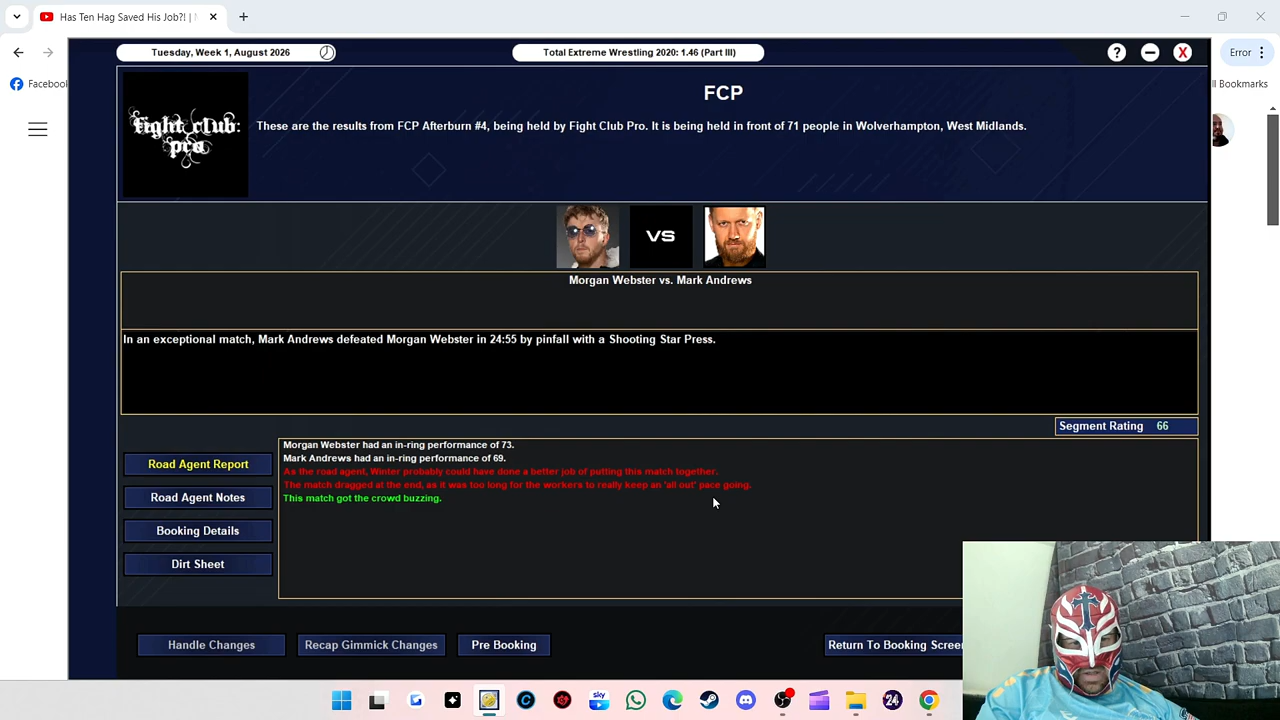 Has Ten Hag Saved His Job?! |
Error
Facebook
ll Bookmarks
Tuesday, Week 1, August 2026
Total Extreme Wrestling 2020: 1.46 (Part III)
?
X
fight club:
pro
FCP
These are the results from FCP Afterburn #4, being held by Fight Club Pro. It is being held in front of 71 people in Wolverhampton, West Midlands.
VS
Morgan Webster vs. Mark Andrews
In an exceptional match, Mark Andrews defeated Morgan Webster in 24:55 by pinfall with a Shooting Star Press.
Segment Rating 66
Road Agent Report
Road Agent Notes
Booking Details
Dirt Sheet
Morgan Webster had an in-ring performance of 73.
Mark Andrews had an in-ring performance of 69.
As the road agent, Winter probably could have done a better job of putting this match together.
The match dragged at the end, as it was too long for the workers to really keep an 'all out' pace going.
This match got the crowd buzzing.
Handle Changes
Recap Gimmick Changes
Pre Booking
Return To Booking Screen
sky
24